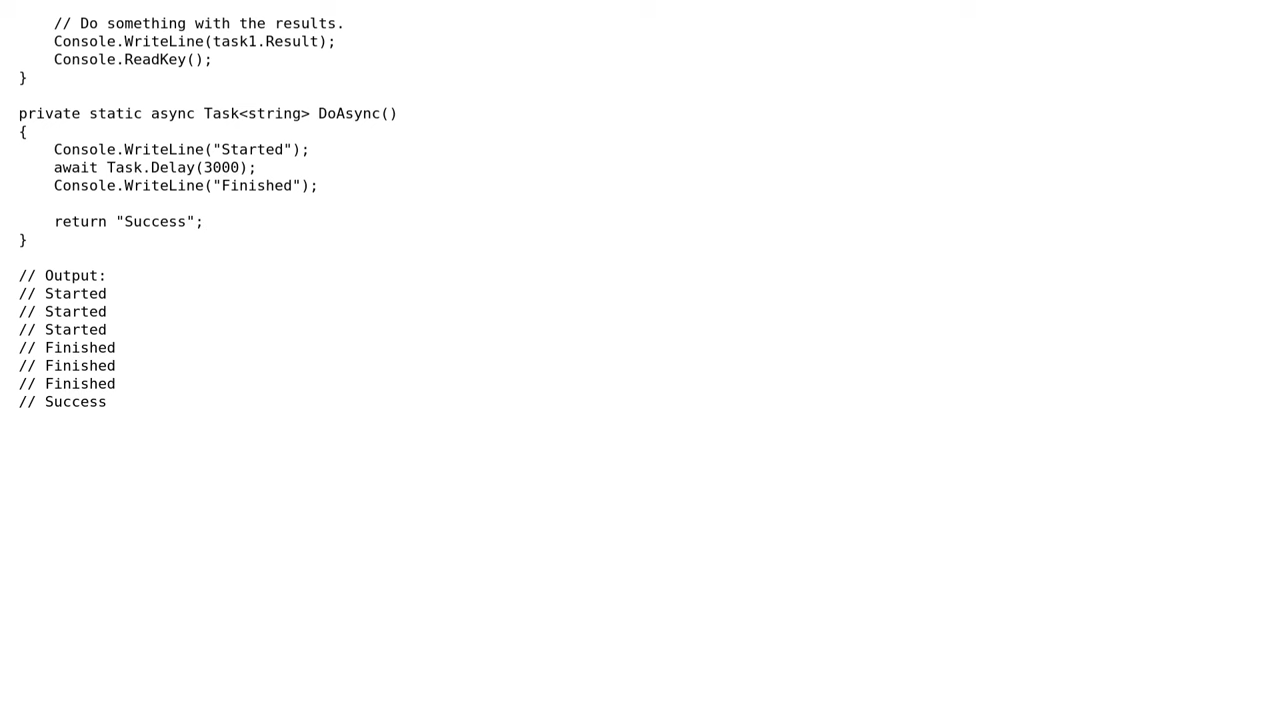 // Do something with the results.
    Console.WriteLine(task1.Result);
    Console.ReadKey();
}

private static async Task<string> DoAsync()
{
    Console.WriteLine("Started");
    await Task.Delay(3000);
    Console.WriteLine("Finished");

    return "Success";
}

// Output:
// Started
// Started
// Started
// Finished
// Finished
// Finished
// Success